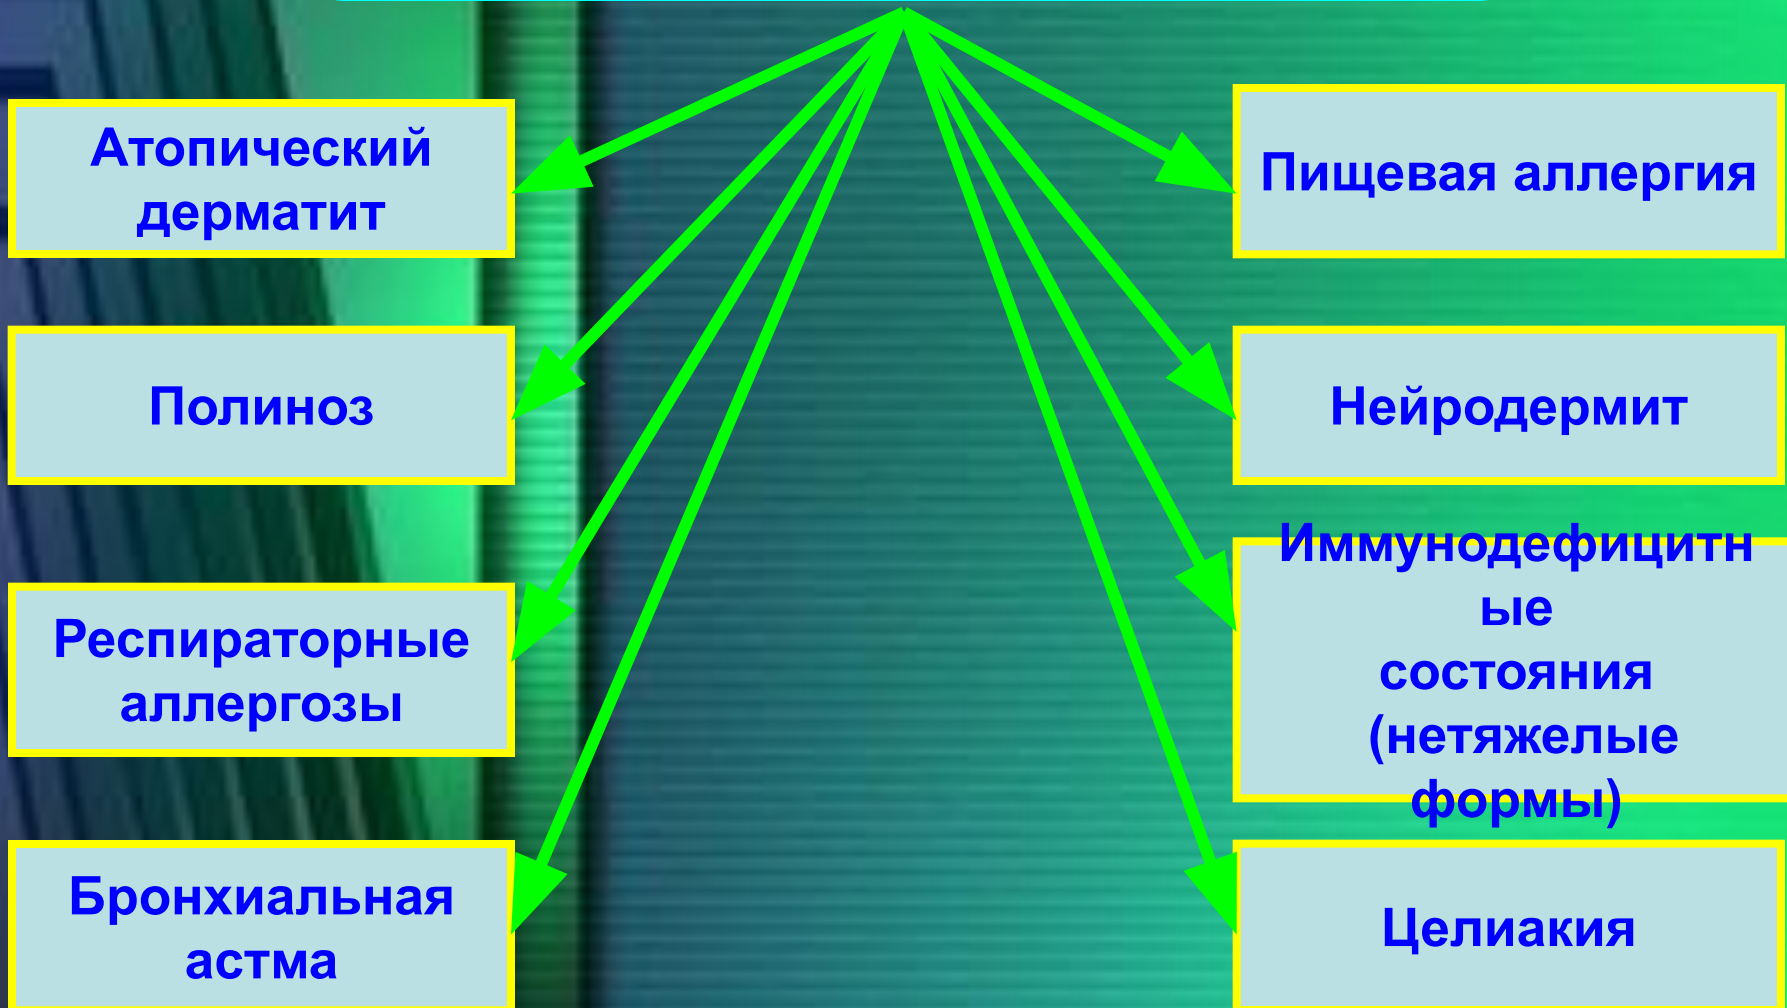 Атопический
дерматит
Пищевая аллергия
Полиноз
Нейродермит
Респираторные
аллергозы
Иммунодефицитн
ые
состояния
(нетяжелые
формы)
Бронхиальная
астма
Целиакия